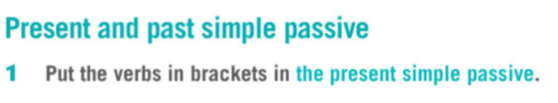 Present and past simple passive
1 Put the verbs in brackets in the present simple passive.